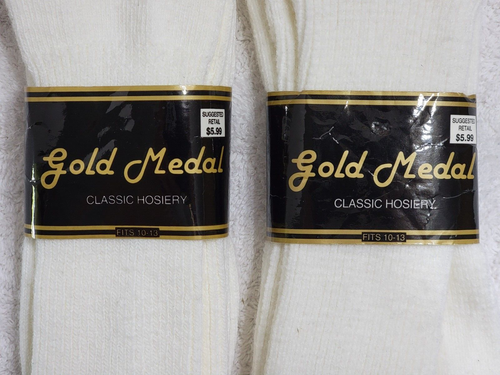 SUGGESTED
RETAIL
$5.99
Gold Medal
CLASSIC HOSIERY
FITS 10-13
SUGGESTED
RETAIL
$5.99
Gold Medal
CLASSIC HOSIERY
FITS 10-13